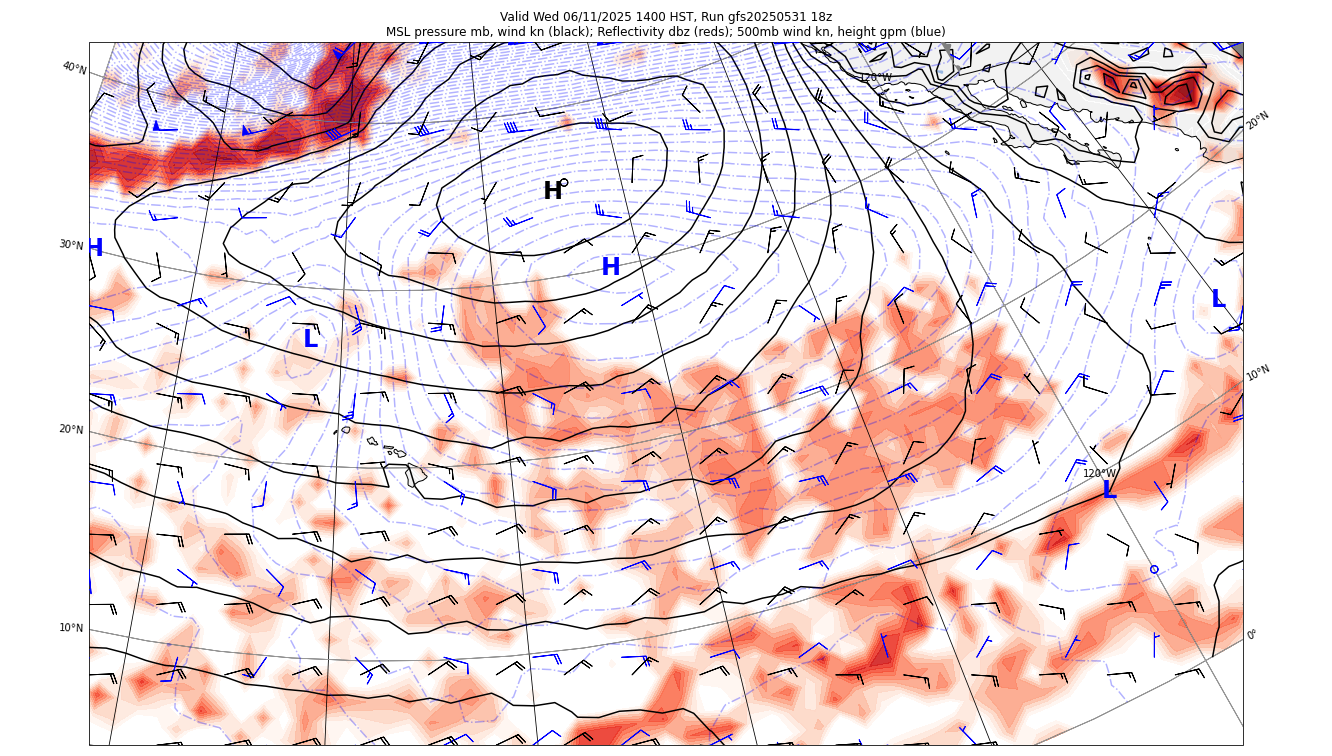 Valid Wed 06/11/2025 1400 HST, Run gfs20250531 18z
MSL pressure mb, wind kn (black); Reflectivity dbz (reds); 500mb wind kn, height gpm (blue)
40°N
120°W
20°N
H
30°N
H
H
L
L
10°N
20°N
120°W
L
10°N
0°